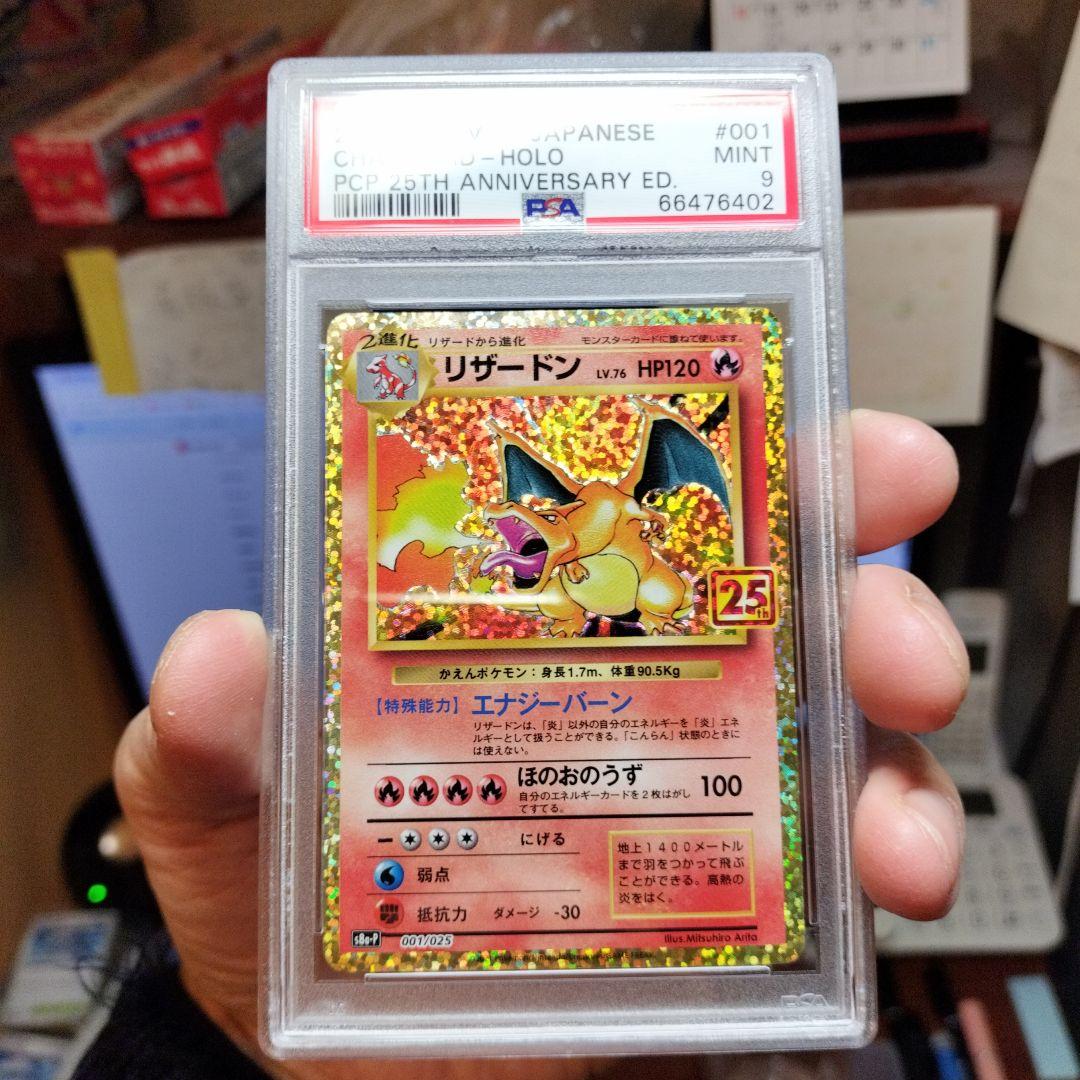 JAPANESE #001
HOLO MINT
PCP 25TH ANNIVERSARY ED. 9
PSA 66476402
2進化 リザードから進化 モンスターカードに重ねて使います。
リザードン LV.76 HP120
25th
かえんポケモン：身長1.7m、体重90.5Kg
【特殊能力】 エナジーバーン
リザードンは、「炎」以外の自分のエネルギーを「炎」エネ
ルギーとして扱うことができる。「こんらん」状態のときに
は使えない。
ほのおのうず 100
自分のエネルギーカードを2枚はがし
てすてる。
にげる
弱点
抵抗力 ダメージ -30
地上1400メートル
まで羽をつかって飛ぶ
ことができる。高熱の
炎をはく。
s8a-P 001/025 Illus.Mitsuhiro Arita
PSA